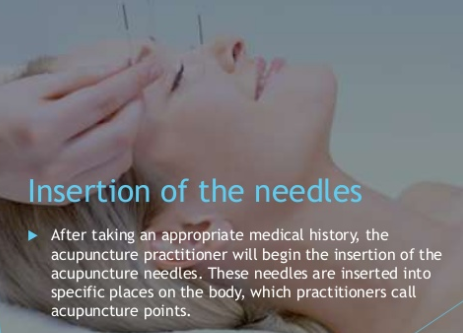 Insertion of the needles
After taking an appropriate medical history, the
acupuncture practitioner will begin the insertion of the
acupuncture needles. These needles are inserted into
specific places on the body, which practitioners call
acupuncture points.